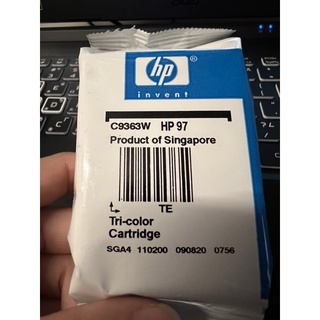 hp
invent
C9363W HP 97
Product of Singapore
TE
Tri-color
Cartridge
SGA4 110200 090820 0756